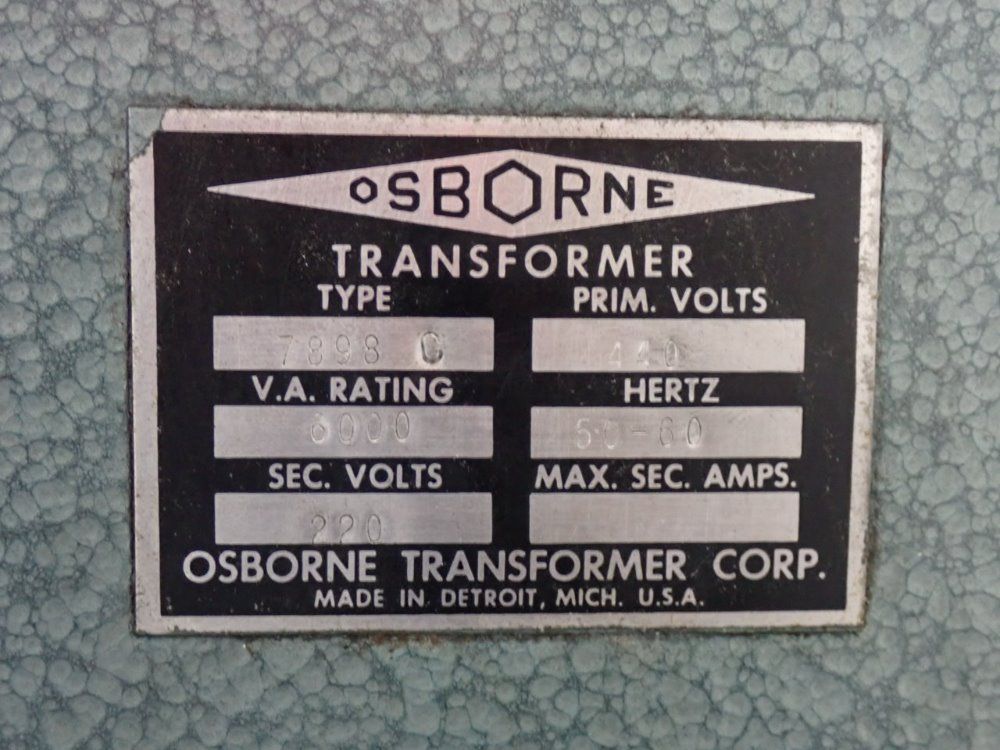 OSBORNE
TRANSFORMER
TYPE PRIM. VOLTS
7898 C 440
V.A. RATING HERTZ
6000 50-60
SEC. VOLTS MAX. SEC. AMPS.
220
OSBORNE TRANSFORMER CORP.
MADE IN DETROIT, MICH. U.S.A.